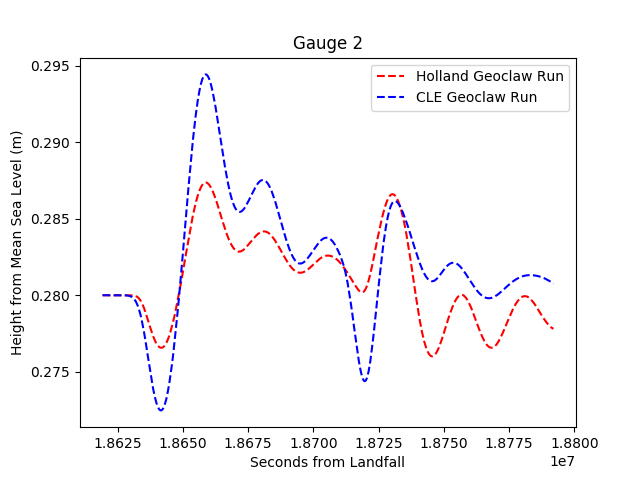 Gauge 2
Height from Mean Sea Level (m)
0.295
0.290
0.285
0.280
0.275
Holland Geoclaw Run
CLE Geoclaw Run
1.8625 1.8650 1.8675 1.8700 1.8725 1.8750 1.8775 1.8800
1e7
Seconds from Landfall